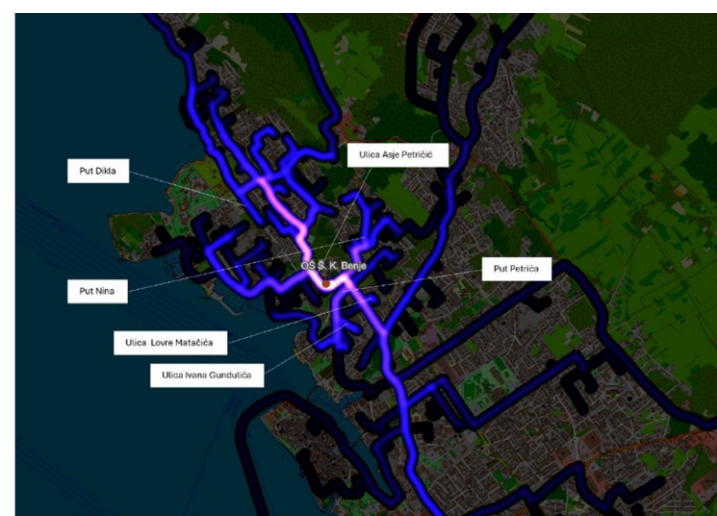 Ulica Asje Petričić
Put Dikla
OŠ Š. K. Benje
Put Petrića
Put Nina
Ulica Lovre Matačića
Ulica Ivana Gundulića